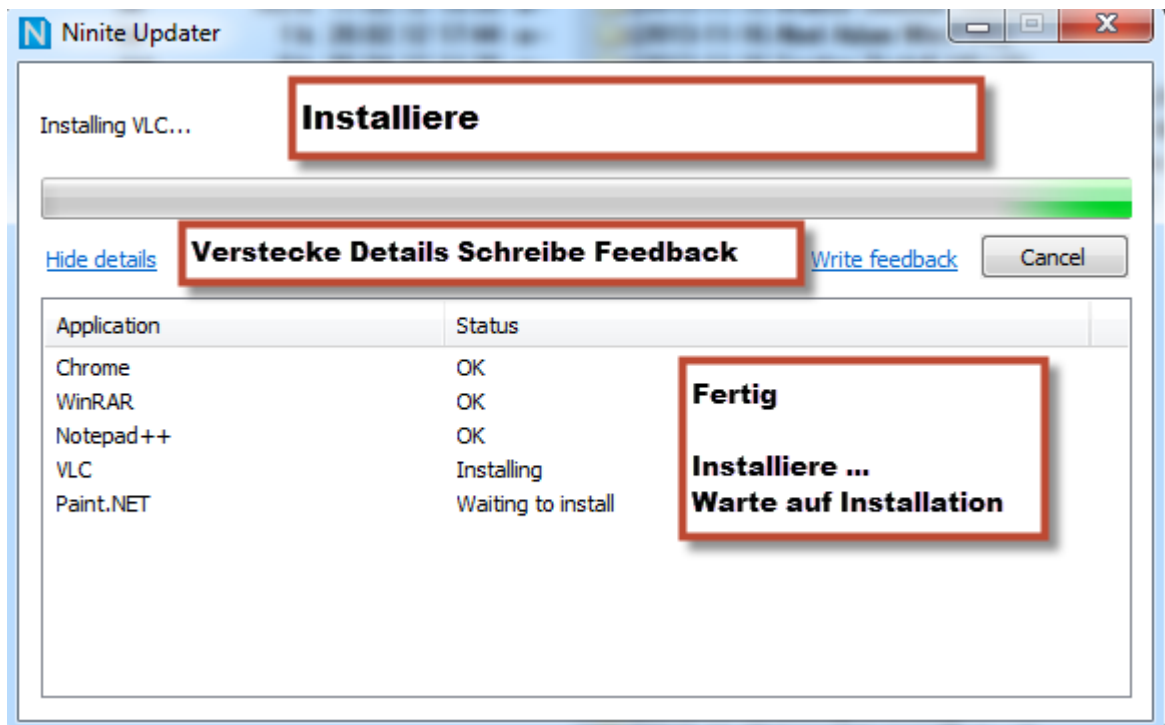 Ninite Updater
Installing VLC...
Installiere
Hide details
Verstecke Details Schreibe Feedback
Write feedback
Cancel
Application Status
Chrome OK
WinRAR OK
Notepad++ OK
Fertig
VLC Installing
Installiere ...
Paint.NET Waiting to install
Warte auf Installation